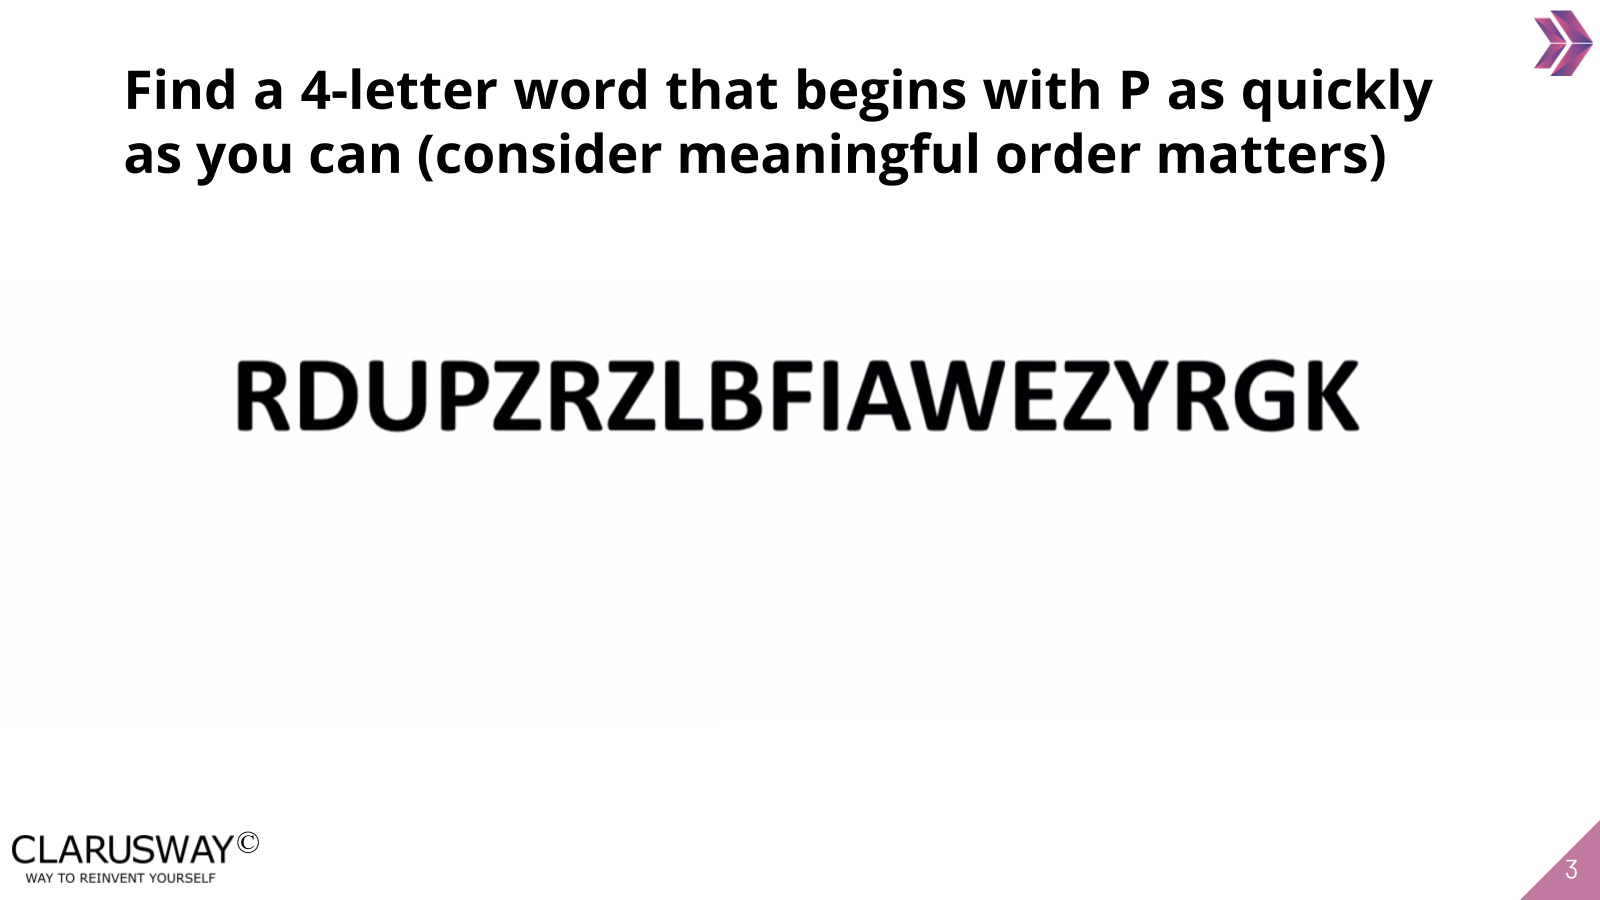 Find a 4-letter word that begins with P as quickly
as you can (consider meaningful order matters)
RDUPZRZLBFIAWEZYRGK
CLARUSWAY©
WAY TO REINVENT YOURSELF
3